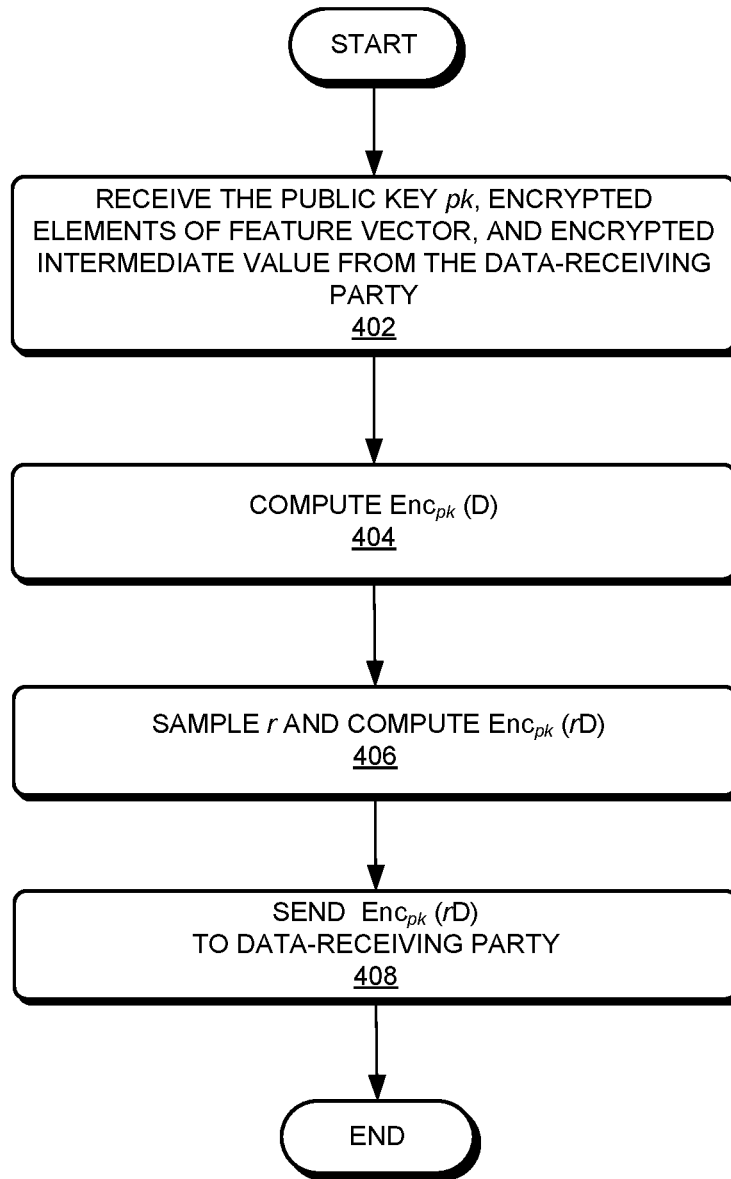 START
RECEIVE THE PUBLIC KEY pk, ENCRYPTED
ELEMENTS OF FEATURE VECTOR, AND ENCRYPTED
INTERMEDIATE VALUE FROM THE DATA-RECEIVING
PARTY
402
COMPUTE Encpk (D)
404
SAMPLE r AND COMPUTE Encpk (rD)
406
SEND Encpk (rD)
TO DATA-RECEIVING PARTY
408
END